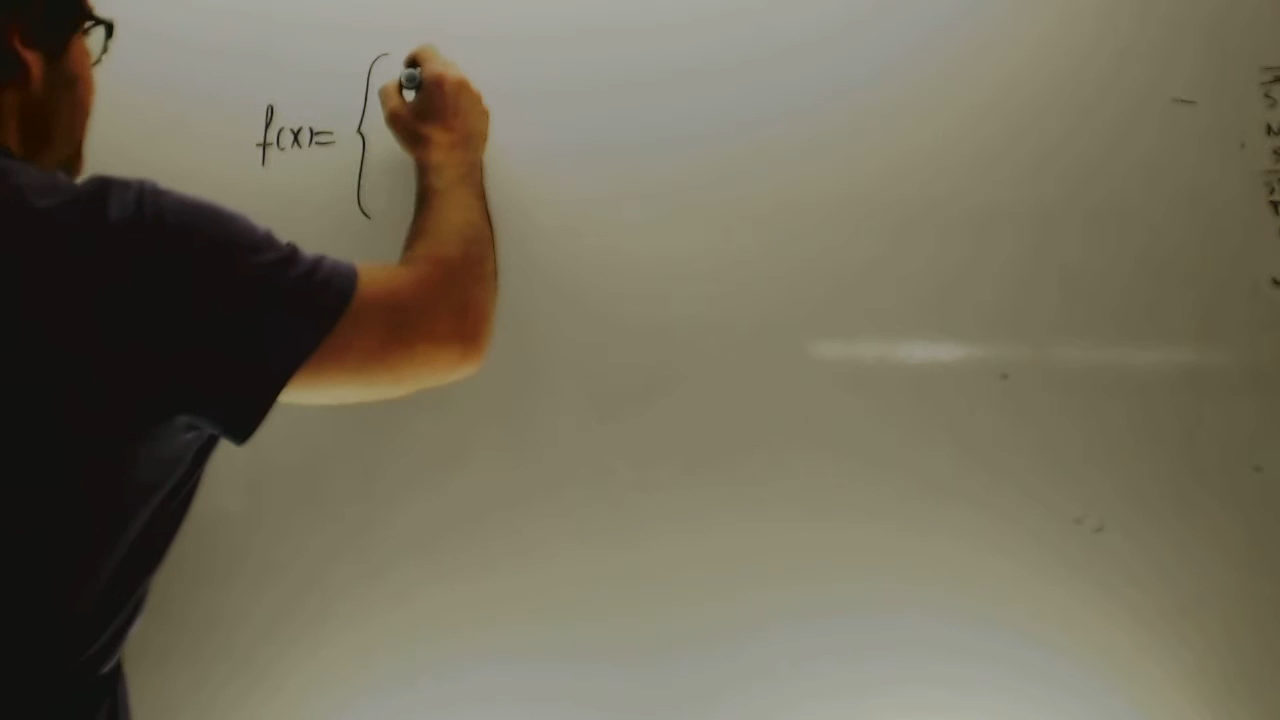 f(x)= {